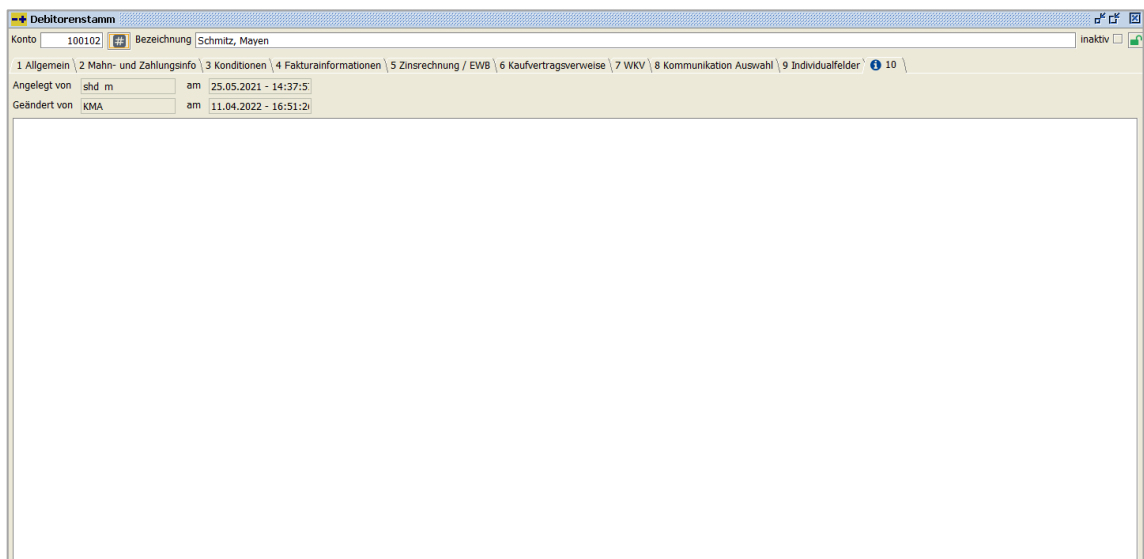 Debitorenstamm
Konto 100102 # Bezeichnung Schmitz, Mayen inaktiv
1 Allgemein \ 2 Mahn- und Zahlungsinfo \ 3 Konditionen \ 4 Fakturainformationen \ 5 Zinsrechnung / EWB \ 6 Kaufvertragsverweise \ 7 WKV \ 8 Kommunikation Auswahl \ 9 Individualfelder \ 10 \
Angelegt von shd m am 25.05.2021 - 14:37:5
Geändert von KMA am 11.04.2022 - 16:51:2